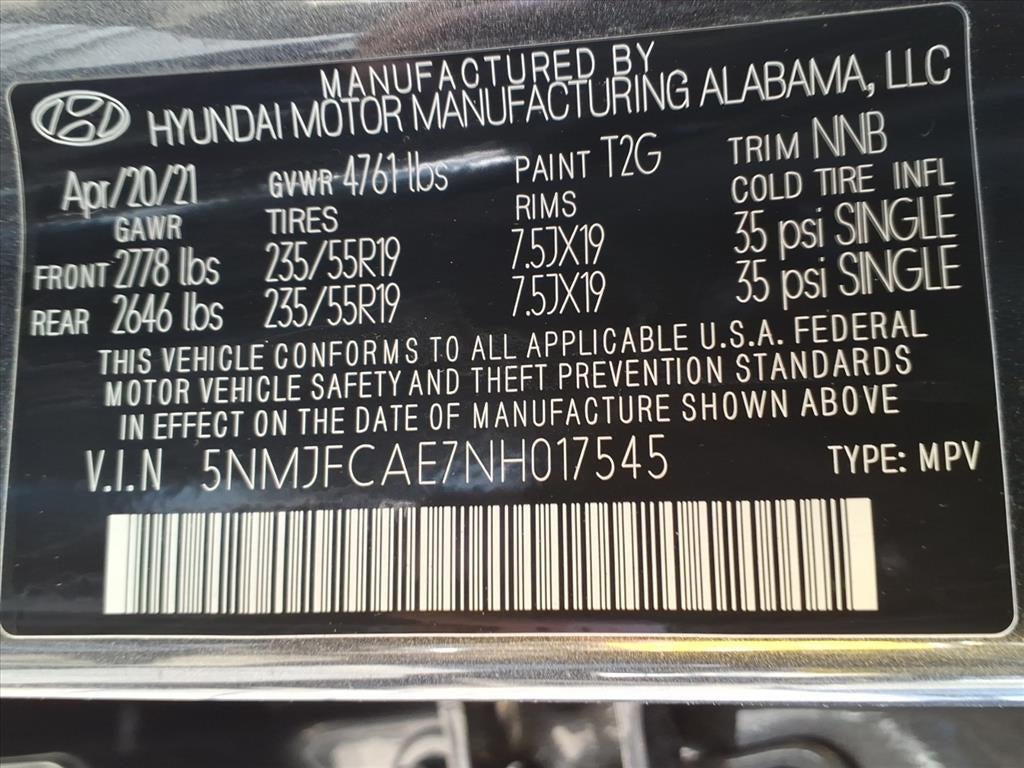 MANUFACTURED BY
HYUNDAI MOTOR MANUFACTURING ALABAMA, LLC
Apr/20/21 GVWR 4761 lbs PAINT T2G TRIM NNB
GAWR TIRES RIMS COLD TIRE INFL
FRONT 2778 lbs 235/55R19 7.5JX19 35 psi SINGLE
REAR 2646 lbs 235/55R19 7.5JX19 35 psi SINGLE
THIS VEHICLE CONFORMS TO ALL APPLICABLE U.S.A. FEDERAL
MOTOR VEHICLE SAFETY AND THEFT PREVENTION STANDARDS
IN EFFECT ON THE DATE OF MANUFACTURE SHOWN ABOVE
V.I.N 5NMJFCAE7NH017545 TYPE: MPV